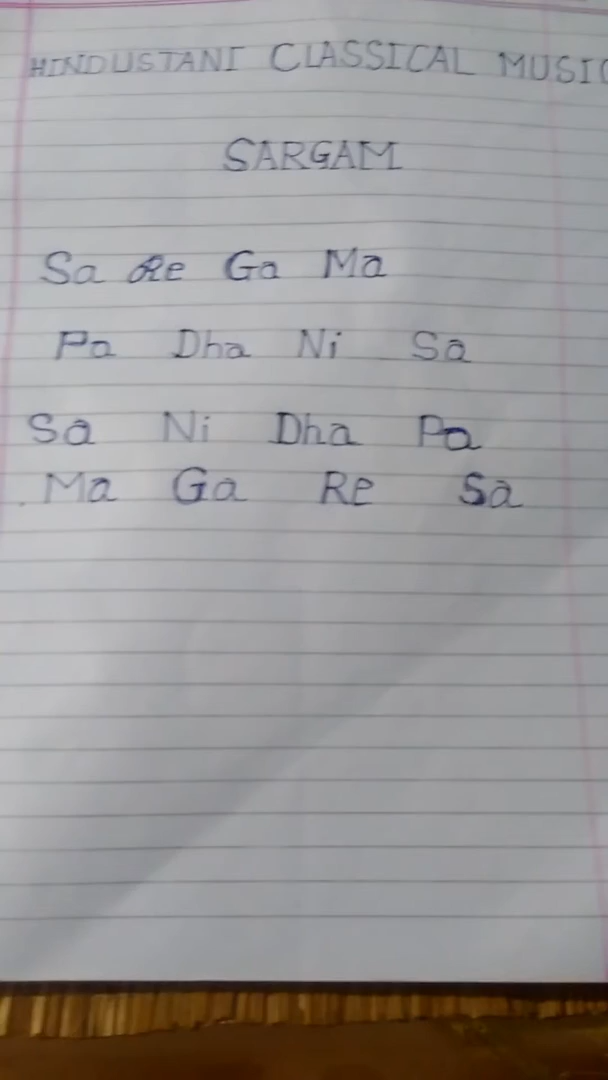 HINDUSTANI CLASSICAL MUSIC
SARGAM
Sa Re Ga Ma
Pa Dha Ni Sa
Sa Ni Dha Pa
Ma Ga Re Sa